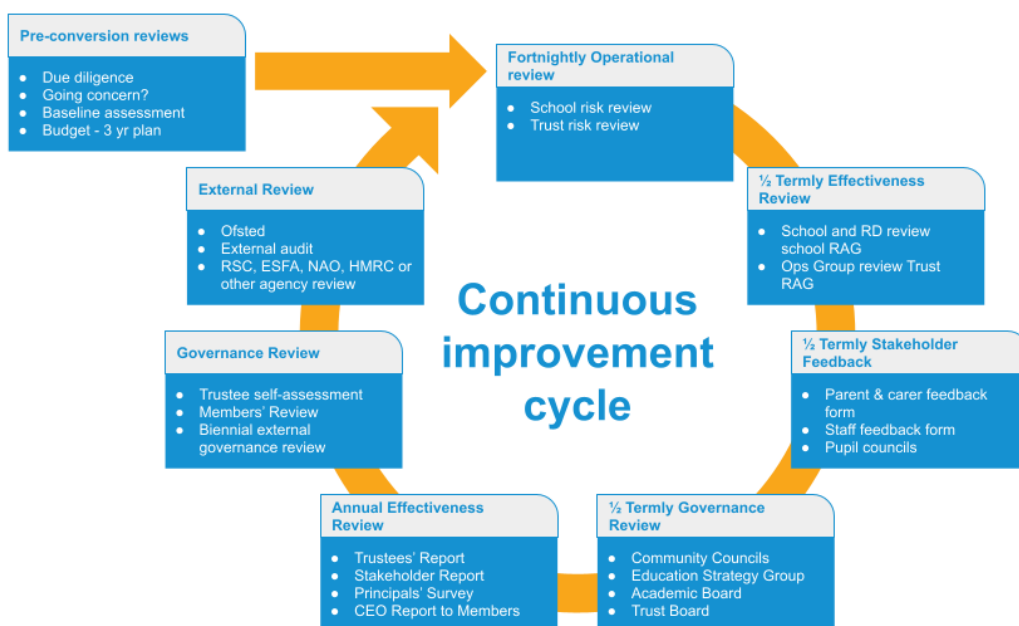 Pre-conversion reviews
● Due diligence
● Going concern?
● Baseline assessment
● Budget - 3 yr plan
Fortnightly Operational
review
● School risk review
● Trust risk review
½ Termly Effectiveness
Review
● School and RD review
school RAG
● Ops Group review Trust
RAG
½ Termly Stakeholder
Feedback
● Parent & carer feedback
form
● Staff feedback form
● Pupil councils
½ Termly Governance
Review
● Community Councils
● Education Strategy Group
● Academic Board
● Trust Board
Annual Effectiveness
Review
● Trustees’ Report
● Stakeholder Report
● Principals’ Survey
● CEO Report to Members
Governance Review
● Trustee self-assessment
● Members’ Review
● Biennial external
governance review
External Review
● Ofsted
● External audit
● RSC, ESFA, NAO, HMRC or
other agency review
Continuous
improvement
cycle